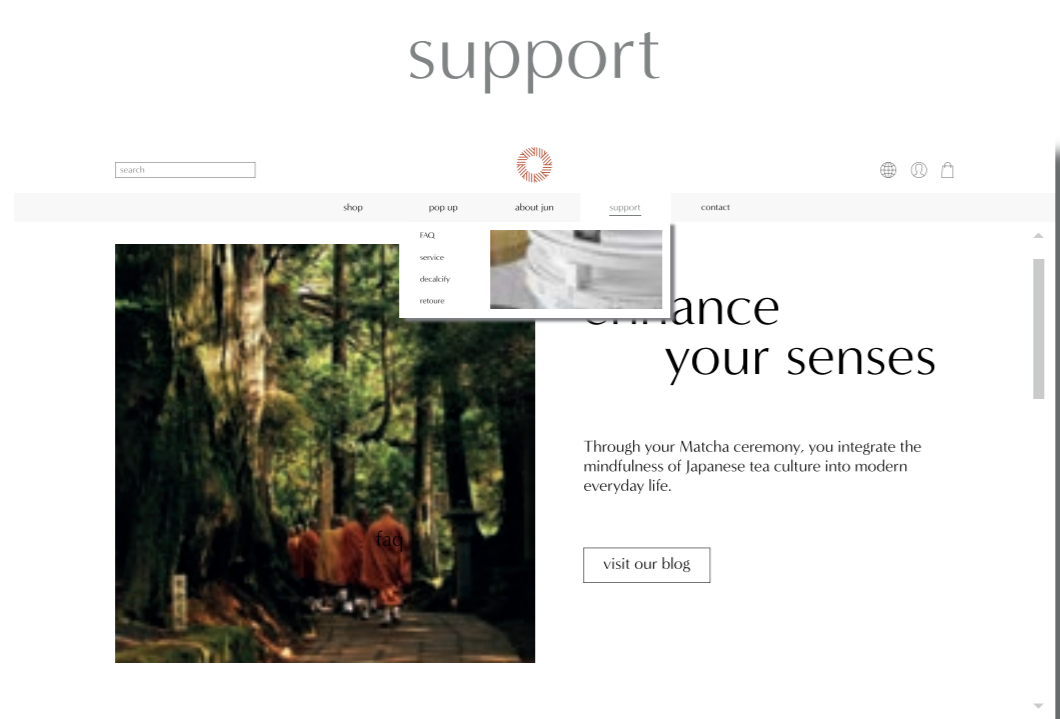 support
search
shop pop up about jun support contact
FAQ
service
decalcify
retoure
enhance
your senses
Through your Matcha ceremony, you integrate the
mindfulness of Japanese tea culture into modern
everyday life.
faq
visit our blog